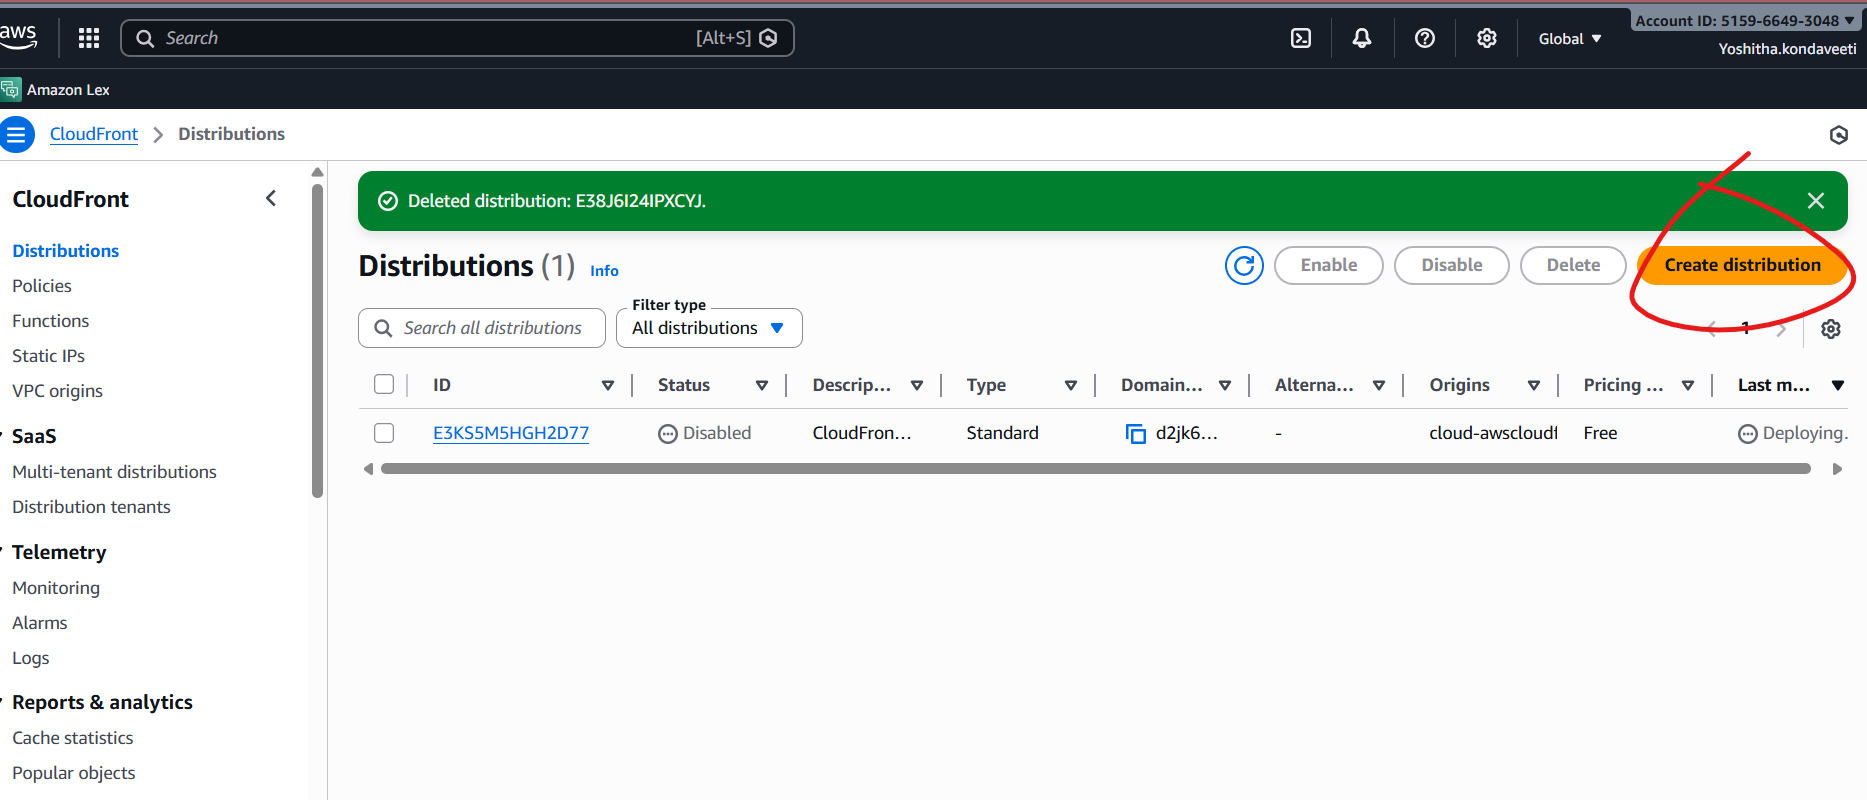 aws
Search [Alt+S]
Global
Account ID: 5159-6649-3048
Yoshitha.kondaveeti
Amazon Lex
CloudFront
Distributions
CloudFront
Distributions
Policies
Functions
Static IPs
VPC origins
SaaS
Multi-tenant distributions
Distribution tenants
Telemetry
Monitoring
Alarms
Logs
Reports & analytics
Cache statistics
Popular objects
Deleted distribution: E38J6I24IPXCYJ.
Distributions (1) Info
Enable
Disable
Delete
Create distribution
Search all distributions
Filter type
All distributions
1
ID Status Descrip... Type Domain... Alterna... Origins Pricing ... Last m...
E3KS5M5HGH2D77 Disabled CloudFron... Standard d2jk6... - cloud-awscloudf Free Deploying.